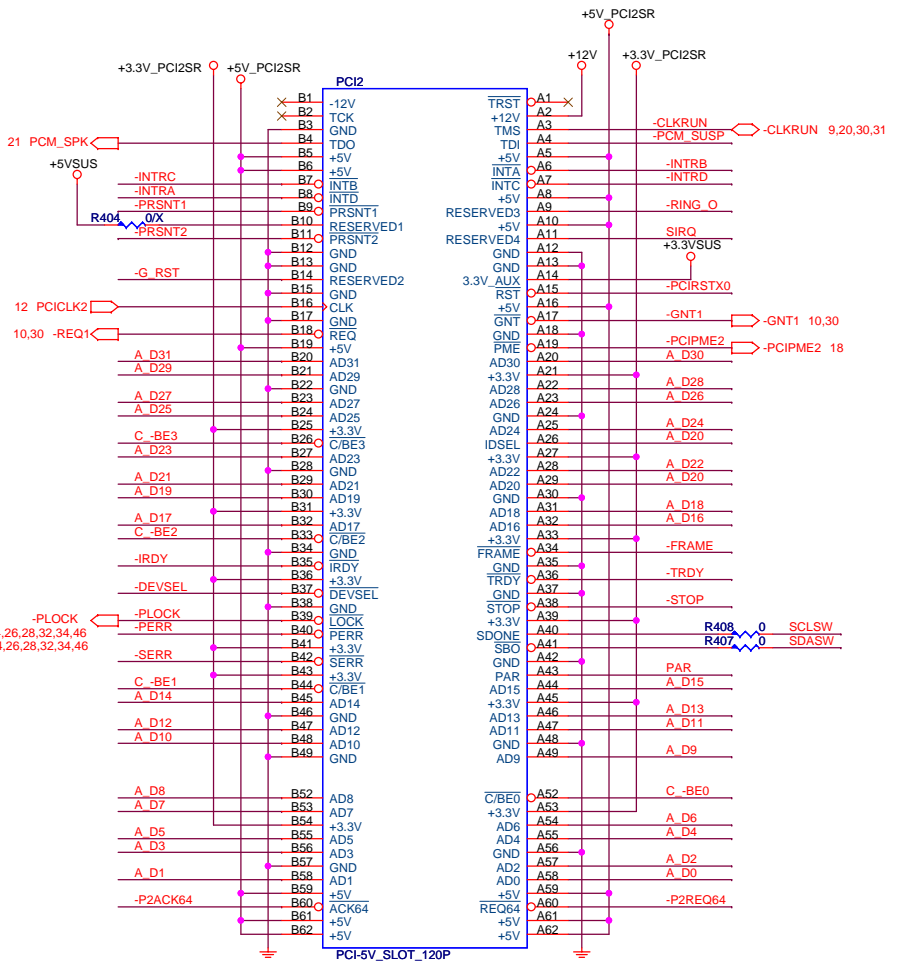 +5V_PCI2SR
+3.3V_PCI2SR +5V_PCI2SR +12V +3.3V_PCI2SR
PCI2
B1 -12V TRST A1
B2 TCK +12V A2
B3 GND TMS A3 -CLKRUN -CLKRUN 9,20,30,31
21 PCM_SPK B4 TDO TDI A4 -PCM_SUSP
B5 +5V +5V A5
+5VSUS B6 +5V INTA A6 -INTRB
-INTRC B7 INTB INTC A7 -INTRD
-INTRA B8 INTD +5V A8
-PRSNT1 B9 PRSNT1 RESERVED3 A9 -RING_O
R404 0/X B10 RESERVED1 +5V A10
-PRSNT2 B11 PRSNT2 RESERVED4 A11 SIRQ
B12 GND GND A12 +3.3VSUS
B13 GND GND A13
-G_RST B14 RESERVED2 3.3V_AUX A14
B15 GND RST A15 -PCIRSTX0
12 PCICLK2 B16 CLK +5V A16
B17 GND GNT A17 -GNT1 -GNT1 10,30
10,30 -REQ1 B18 REQ GND A18
B19 +5V PME A19 -PCIPME2 -PCIPME2 18
A_D31 B20 AD31 AD30 A20 A_D30
A_D29 B21 AD29 +3.3V A21
B22 GND AD28 A22 A_D28
A_D27 B23 AD27 AD26 A23 A_D26
A_D25 B24 AD25 GND A24
B25 +3.3V AD24 A25 A_D24
C_-BE3 B26 C/BE3 IDSEL A26 A_D20
A_D23 B27 AD23 +3.3V A27
B28 GND AD22 A28 A_D22
A_D21 B29 AD21 AD20 A29 A_D20
A_D19 B30 AD19 GND A30
B31 +3.3V AD18 A31 A_D18
A_D17 B32 AD17 AD16 A32 A_D16
C_-BE2 B33 C/BE2 +3.3V A33
B34 GND FRAME A34 -FRAME
-IRDY B35 IRDY GND A35
B36 +3.3V TRDY A36 -TRDY
-DEVSEL B37 DEVSEL GND A37
B38 GND STOP A38 -STOP
-PLOCK -PLOCK B39 LOCK +3.3V A39
,26,28,32,34,46 -PERR B40 PERR SDONE A40 R408 0 SCLSW
,26,28,32,34,46 B41 +3.3V SBO A41 R407 0 SDASW
-SERR B42 SERR GND A42
B43 +3.3V PAR A43 PAR
C_-BE1 B44 C/BE1 AD15 A44 A_D15
A_D14 B45 AD14 +3.3V A45
B46 GND AD13 A46 A_D13
A_D12 B47 AD12 AD11 A47 A_D11
A_D10 B48 AD10 GND A48
B49 GND AD9 A49 A_D9
A_D8 B52 AD8 C/BE0 A52 C_-BE0
A_D7 B53 AD7 +3.3V A53
B54 +3.3V AD6 A54 A_D6
A_D5 B55 AD5 AD4 A55 A_D4
A_D3 B56 AD3 GND A56
B57 GND AD2 A57 A_D2
A_D1 B58 AD1 AD0 A58 A_D0
B59 +5V +5V A59
-P2ACK64 B60 ACK64 REQ64 A60 -P2REQ64
B61 +5V +5V A61
B62 +5V +5V A62
PCI-5V_SLOT_120P